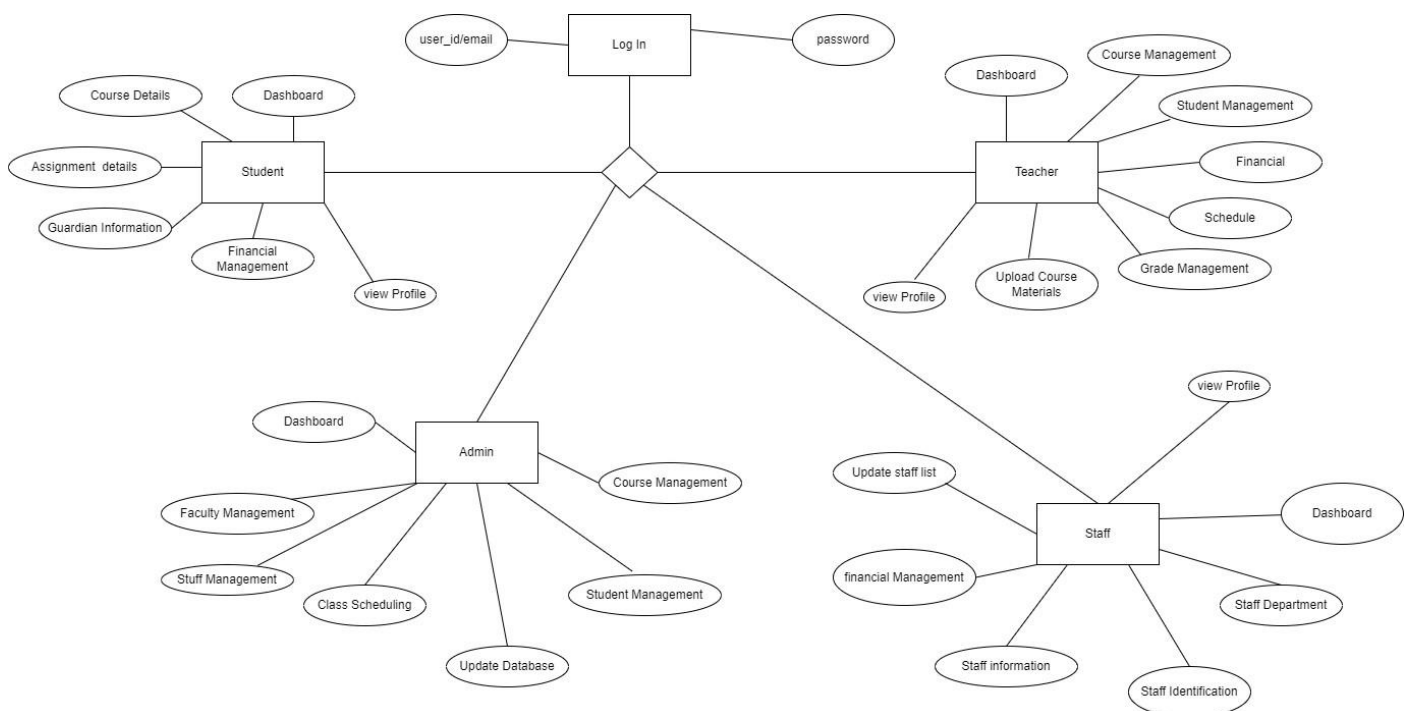 user_id/email
Log In
password
Course Details
Dashboard
Assignment details
Student
Guardian Information
Financial
Management
view Profile
Dashboard
Course Management
Student Management
Teacher
Financial
Schedule
Grade Management
Upload Course
Materials
view Profile
Dashboard
Admin
Course Management
Faculty Management
Stuff Management
Class Scheduling
Student Management
Update Database
view Profile
Update staff list
Dashboard
Staff
financial Management
Staff Department
Staff information
Staff Identification